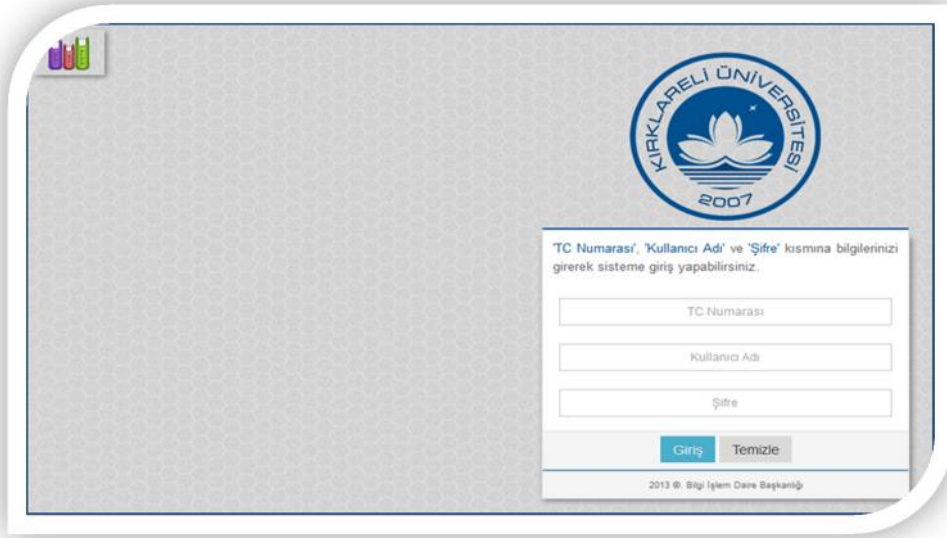 KIRKLARELİ ÜNİVERSİTESİ
2007
'TC Numarası', 'Kullanıcı Adı' ve 'Şifre' kısmına bilgilerinizi
girerek sisteme giriş yapabilirsiniz.
TC Numarası
Kullanıcı Adı
Şifre
Giriş Temizle
2013 ©. Bilgi İşlem Daire Başkanlığı